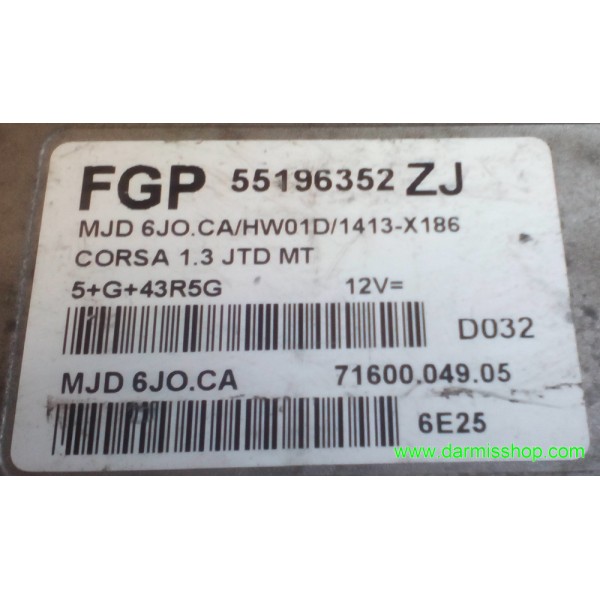 FGP 55196352 ZJ
MJD 6JO.CA/HW01D/1413-X186
CORSA 1.3 JTD MT
5+G+43R5G 12V=
D032
MJD 6JO.CA 71600.049.05
6E25
www.darmisshop.com